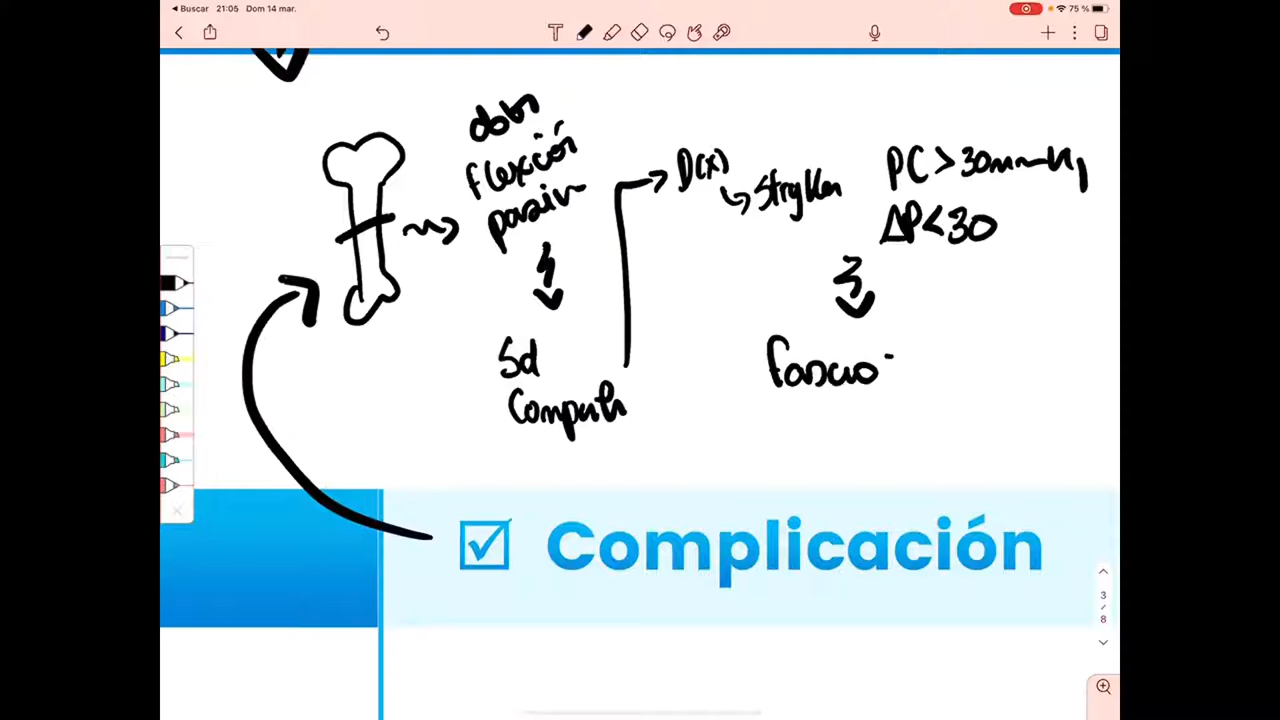 Buscar 21:05 Dom 14 mar.
75 %
dolor
flexión
pasiva
D(x)
Stryker
PC > 30mmHg
ΔP < 30
Sd
Fascio
☑ Complicación
3
/
8